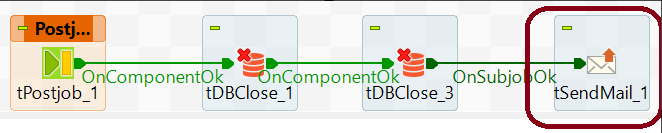 Postj...
OnComponentOk
OnComponentOk
OnSubjobOk
tPostjob_1
tDBClose_1
tDBClose_3
tSendMail_1